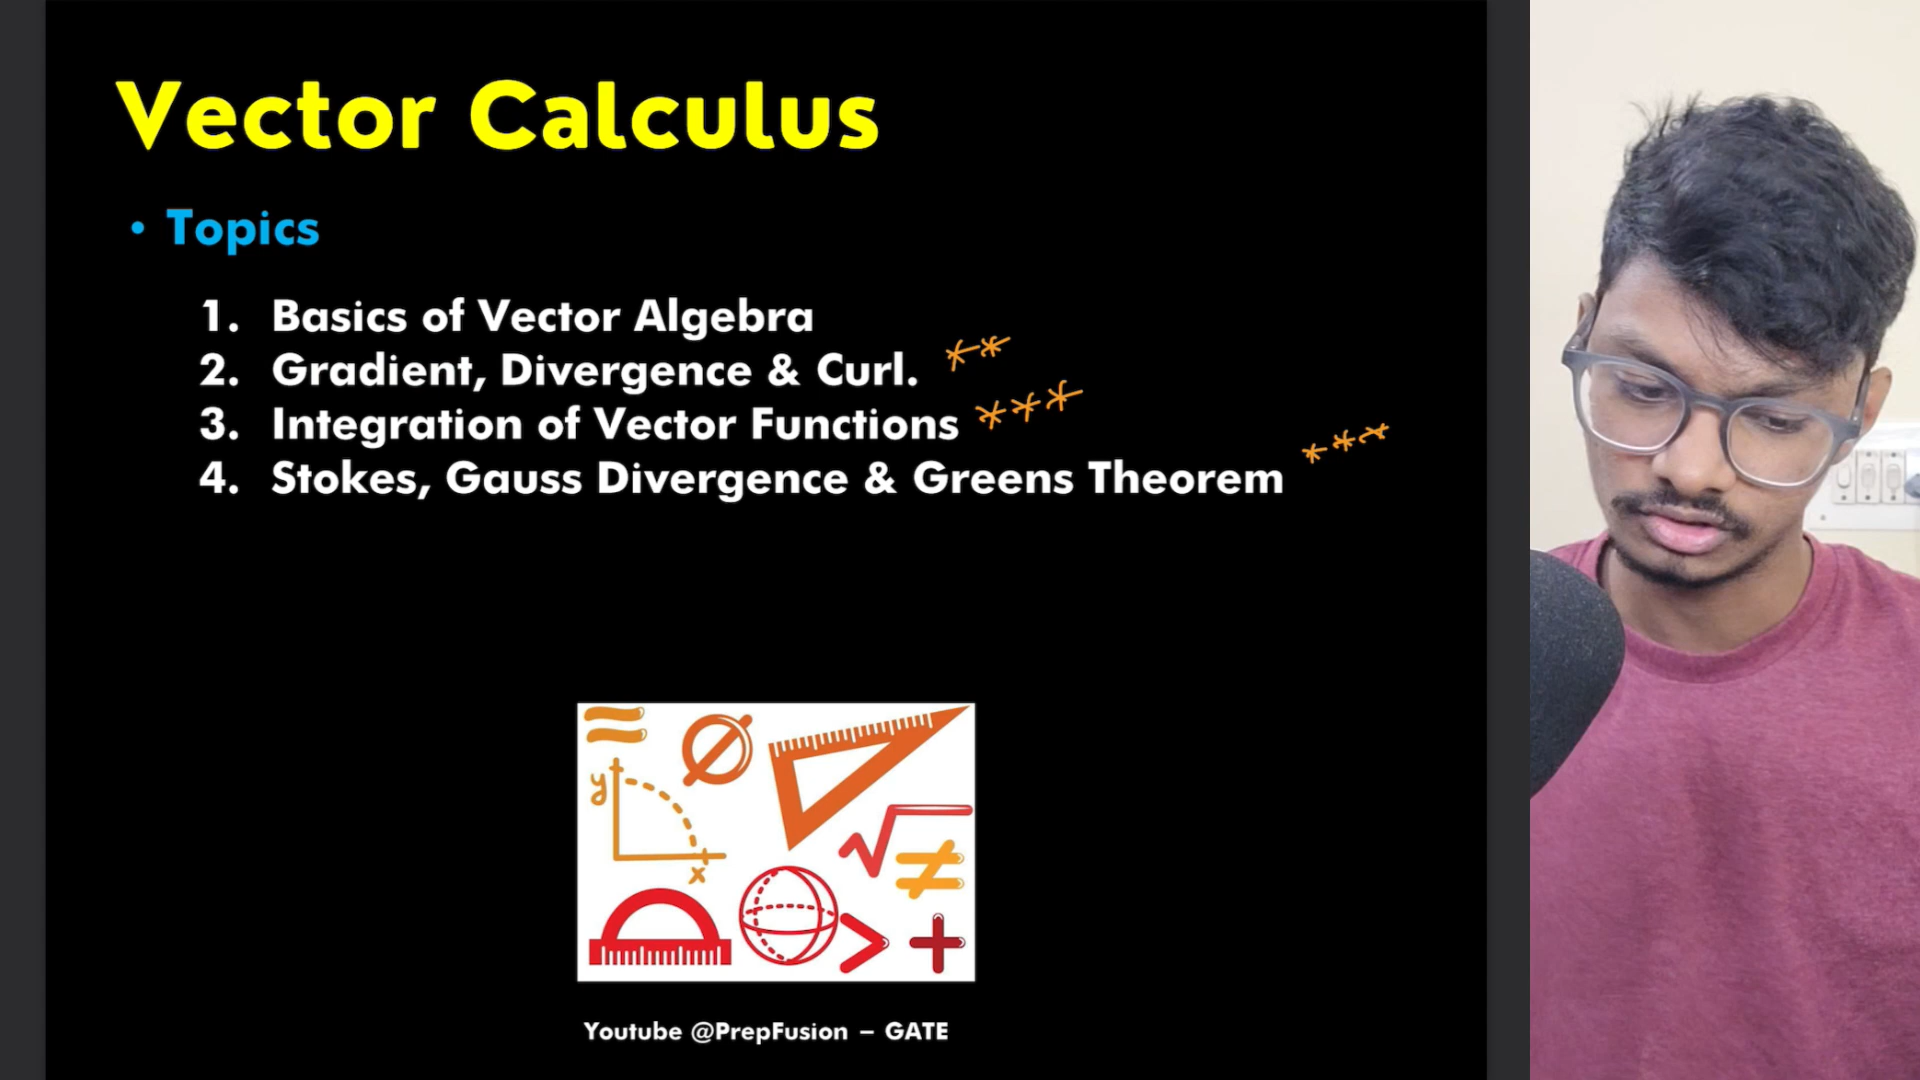 Vector Calculus
• Topics
1. Basics of Vector Algebra
2. Gradient, Divergence & Curl. **
3. Integration of Vector Functions ***
4. Stokes, Gauss Divergence & Greens Theorem ***
y
x
Youtube @PrepFusion – GATE